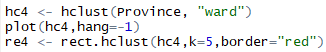 hc4 <- hclust(Province, "ward")
plot(hc4,hang=-1)
re4 <- rect.hclust(hc4,k=5,border="red")